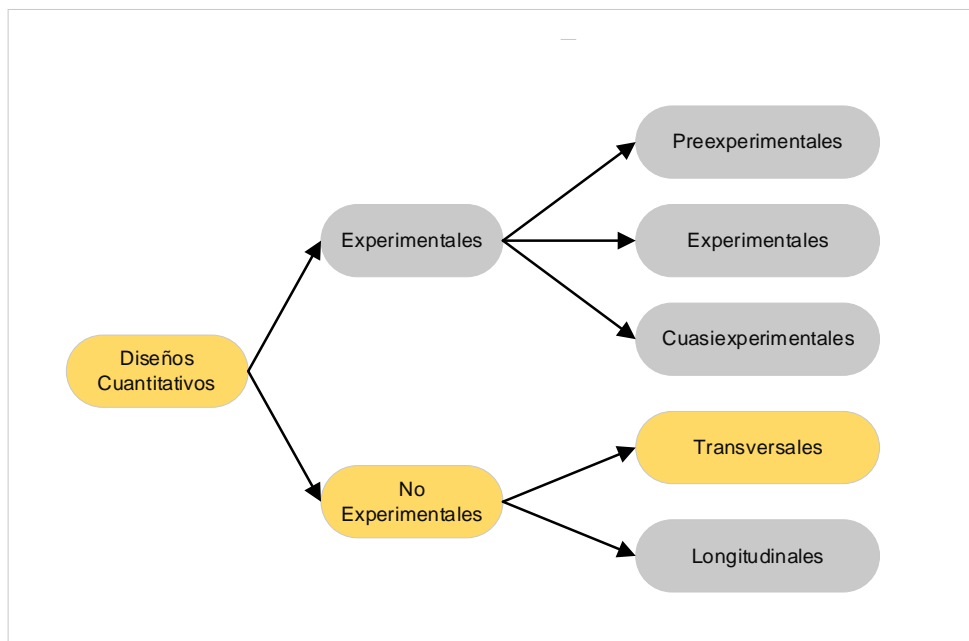 Diseños
Cuantitativos
Experimentales
No
Experimentales
Preexperimentales
Experimentales
Cuasiexperimentales
Transversales
Longitudinales